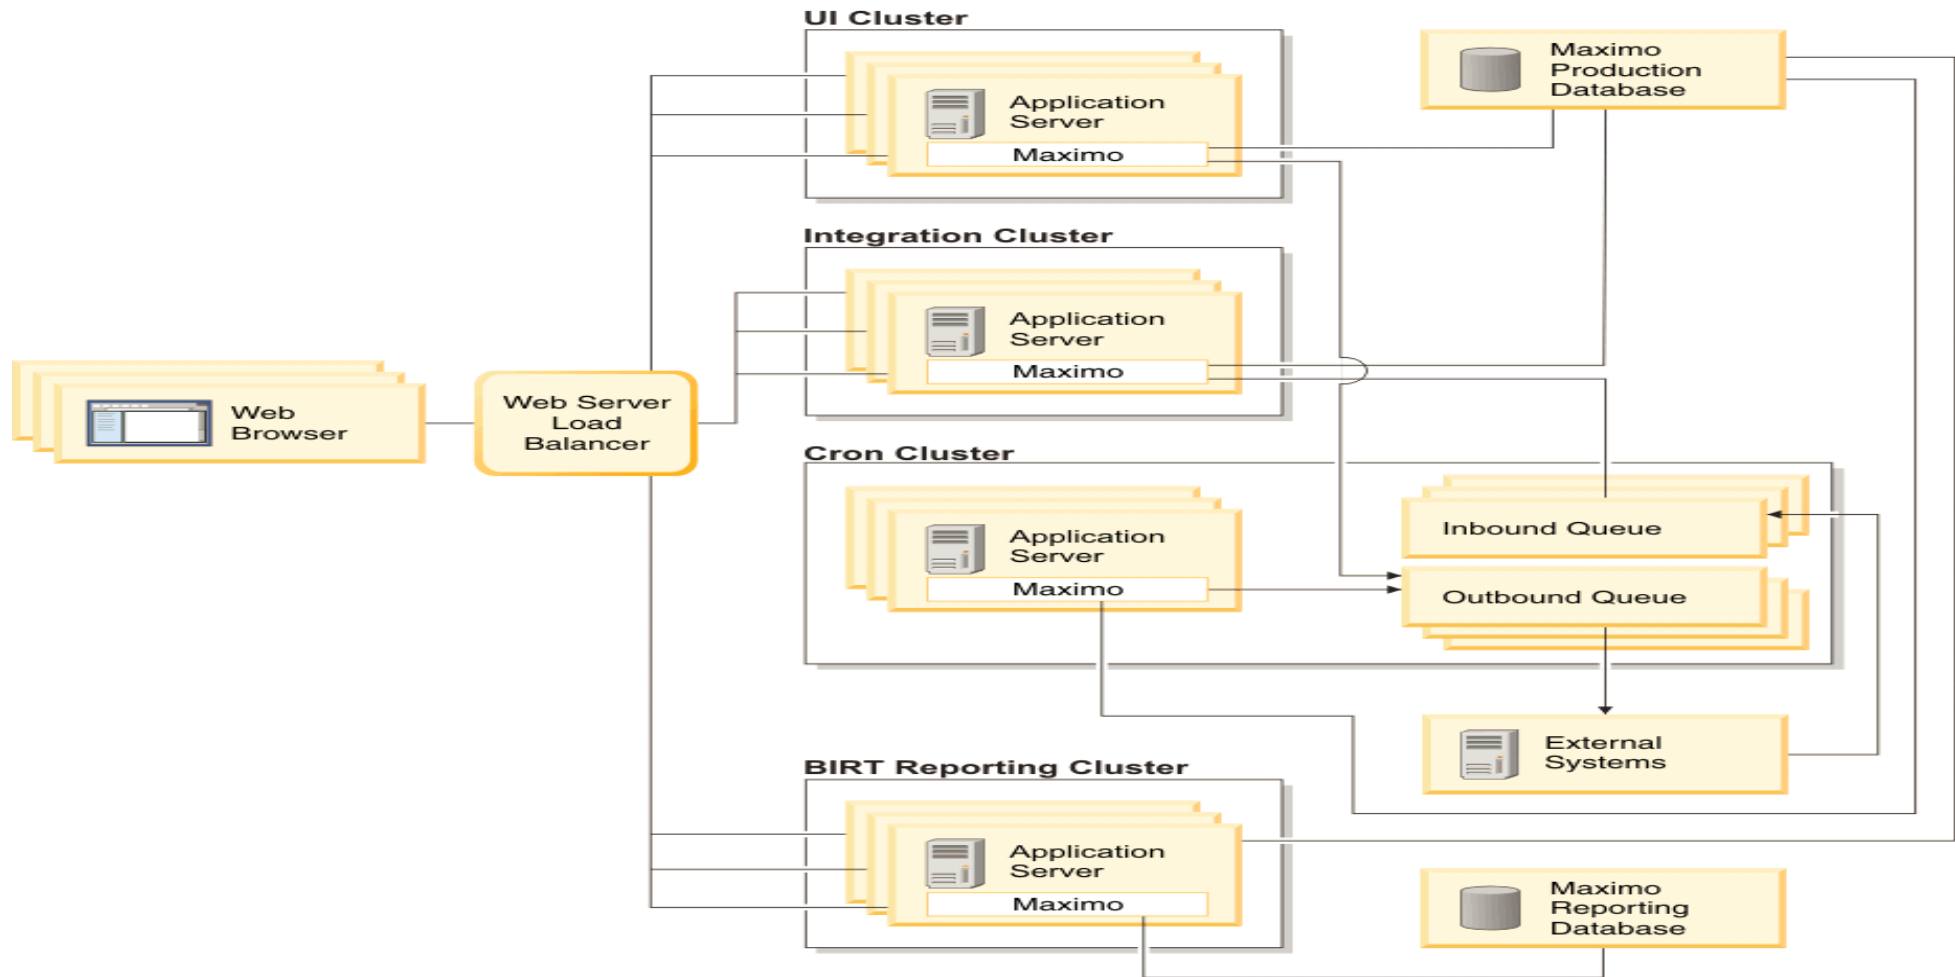 UI Cluster
Application
Server
Maximo
Maximo
Production
Database
Integration Cluster
Application
Server
Maximo
Web
Browser
Web Server
Load
Balancer
Cron Cluster
Application
Server
Maximo
Inbound Queue
Outbound Queue
External
Systems
BIRT Reporting Cluster
Application
Server
Maximo
Maximo
Reporting
Database